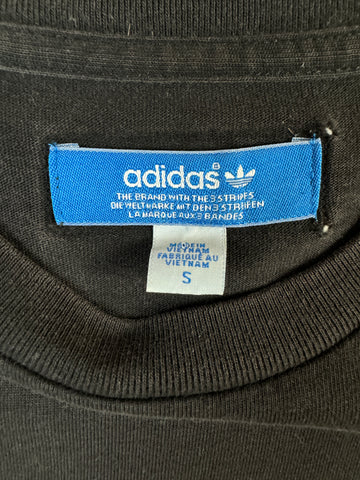 adidas®
THE BRAND WITH THE 3 STRIPES
DIE WELTMARKE MIT DEN 3 STREIFEN
LA MARQUE AUX 3 BANDES
MADE IN
VIETNAM
FABRIQUÉ AU
VIETNAM
S